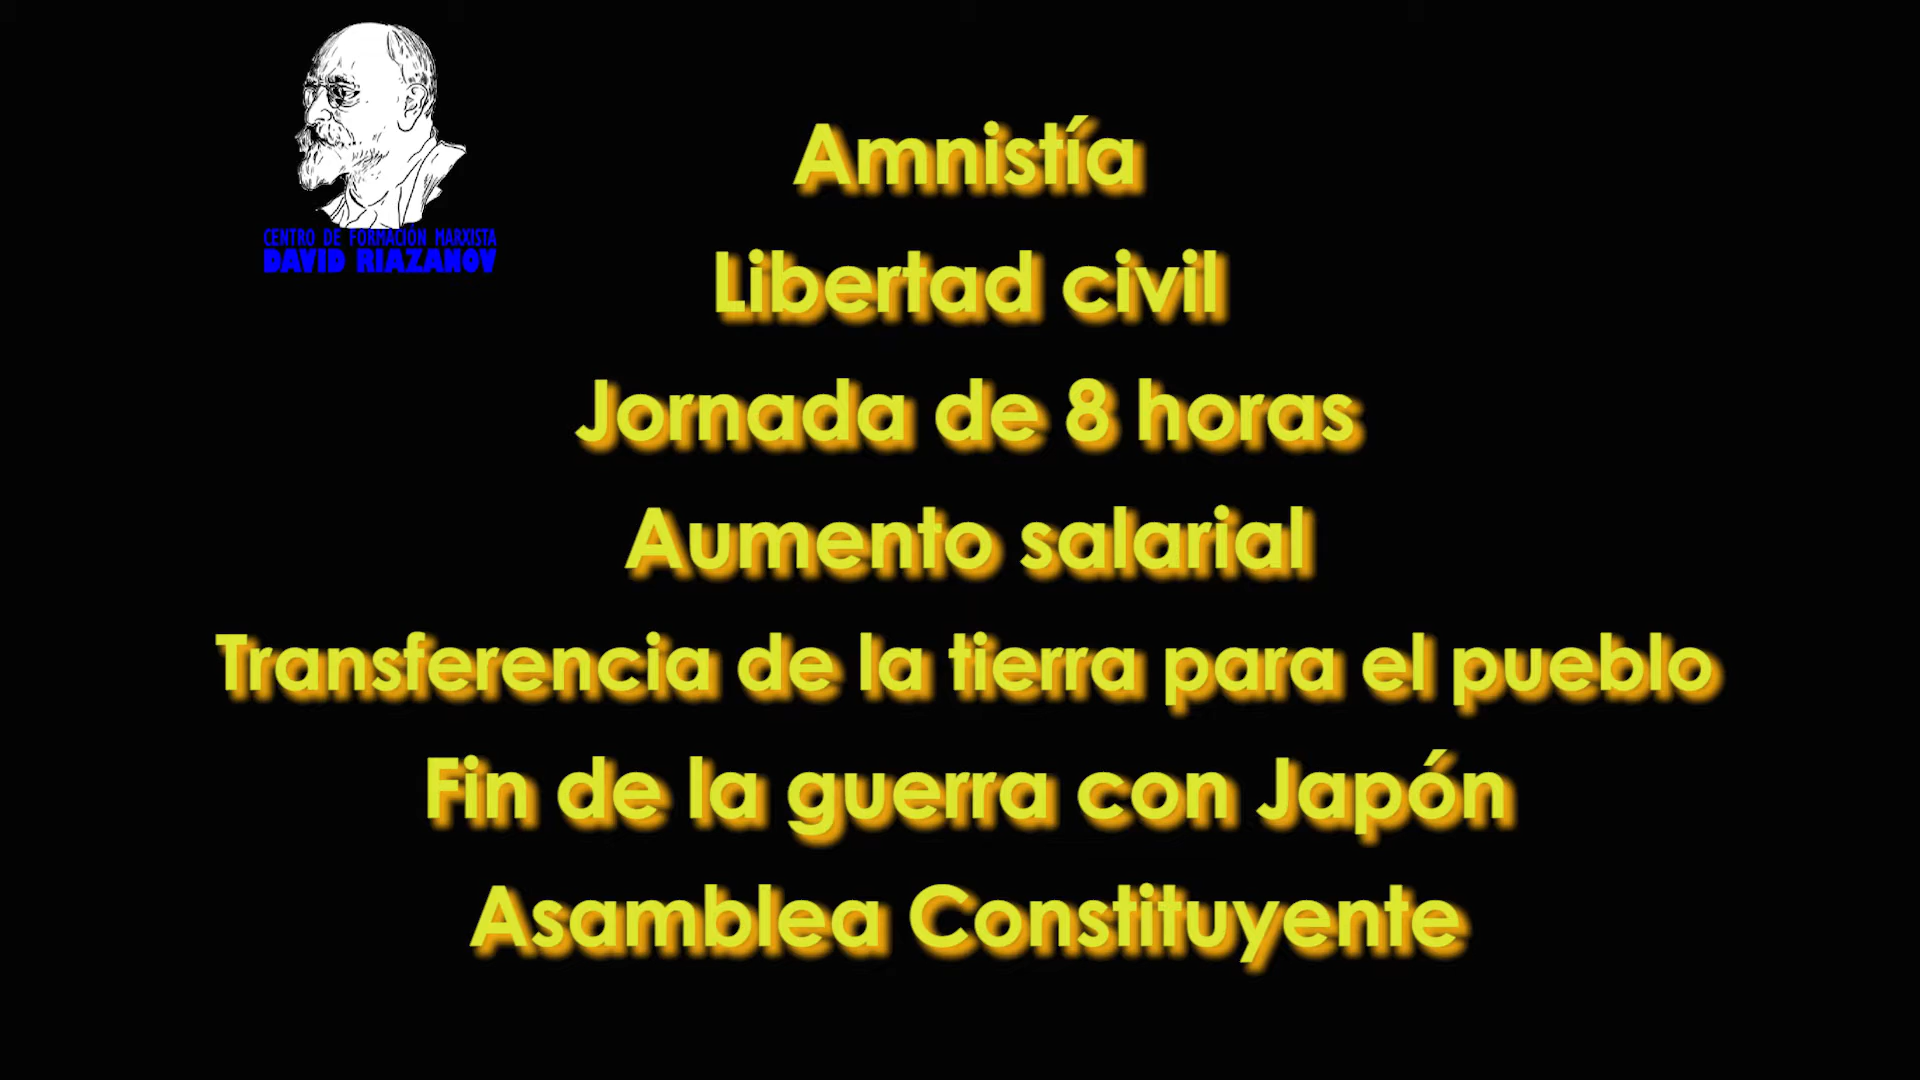 CENTRO DE FORMACIÓN MARXISTA
DAVID RIAZANOV
Amnistía
Libertad civil
Jornada de 8 horas
Aumento salarial
Transferencia de la tierra para el pueblo
Fin de la guerra con Japón
Asamblea Constituyente